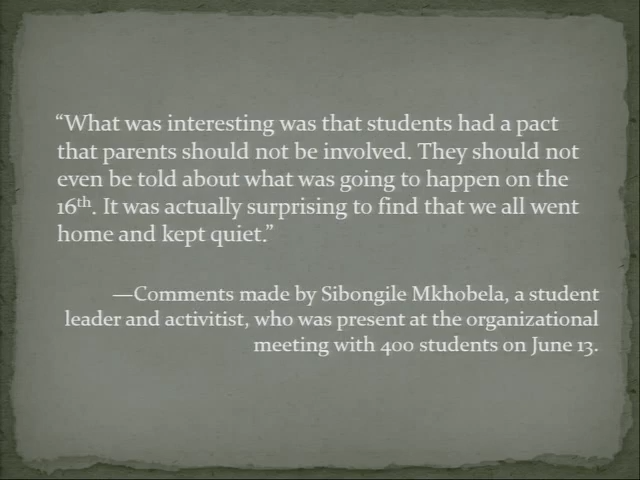 “What was interesting was that students had a pact
that parents should not be involved. They should not
even be told about what was going to happen on the
16th. It was actually surprising to find that we all went
home and kept quiet.”
—Comments made by Sibongile Mkhobela, a student
leader and activitist, who was present at the organizational
meeting with 400 students on June 13.